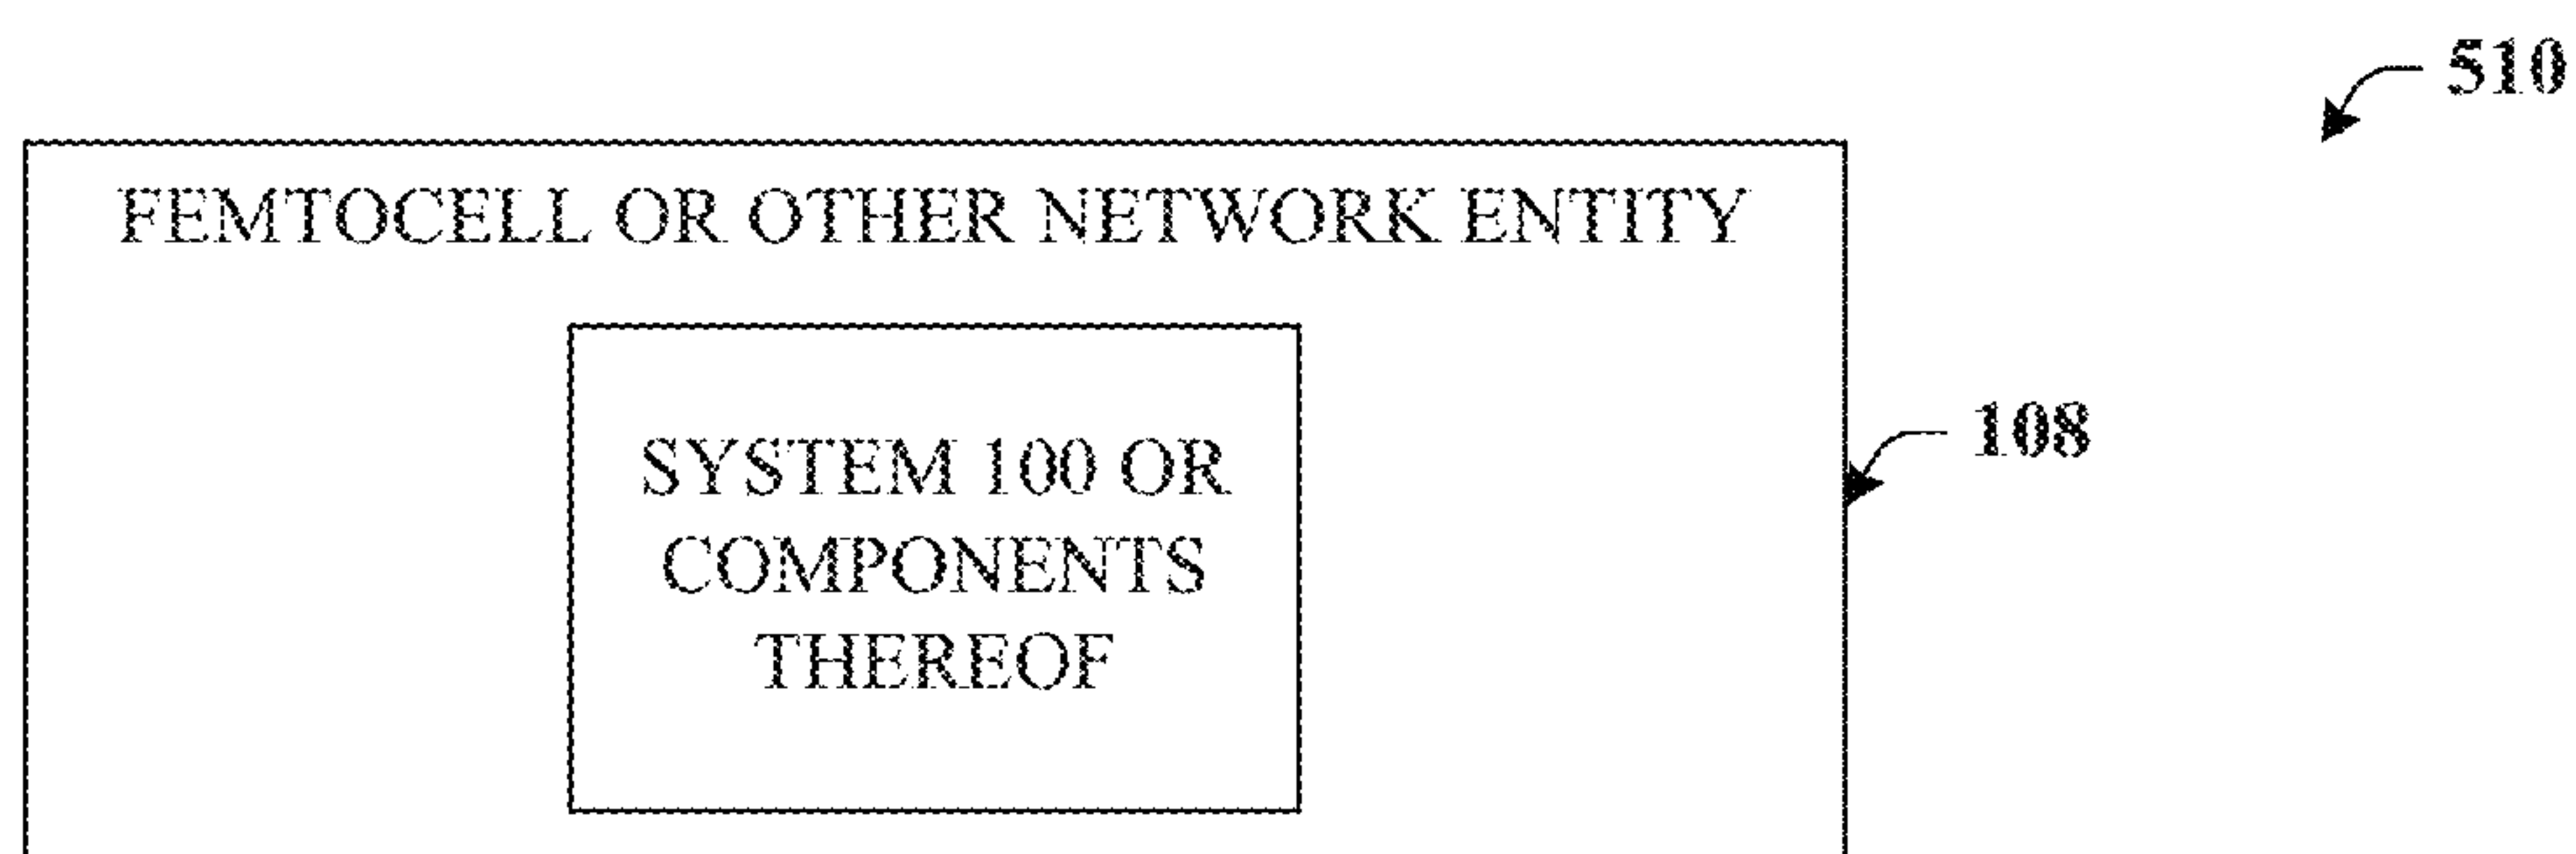 510
FEMTOCELL OR OTHER NETWORK ENTITY
108
SYSTEM 100 OR
COMPONENTS
THEREOF